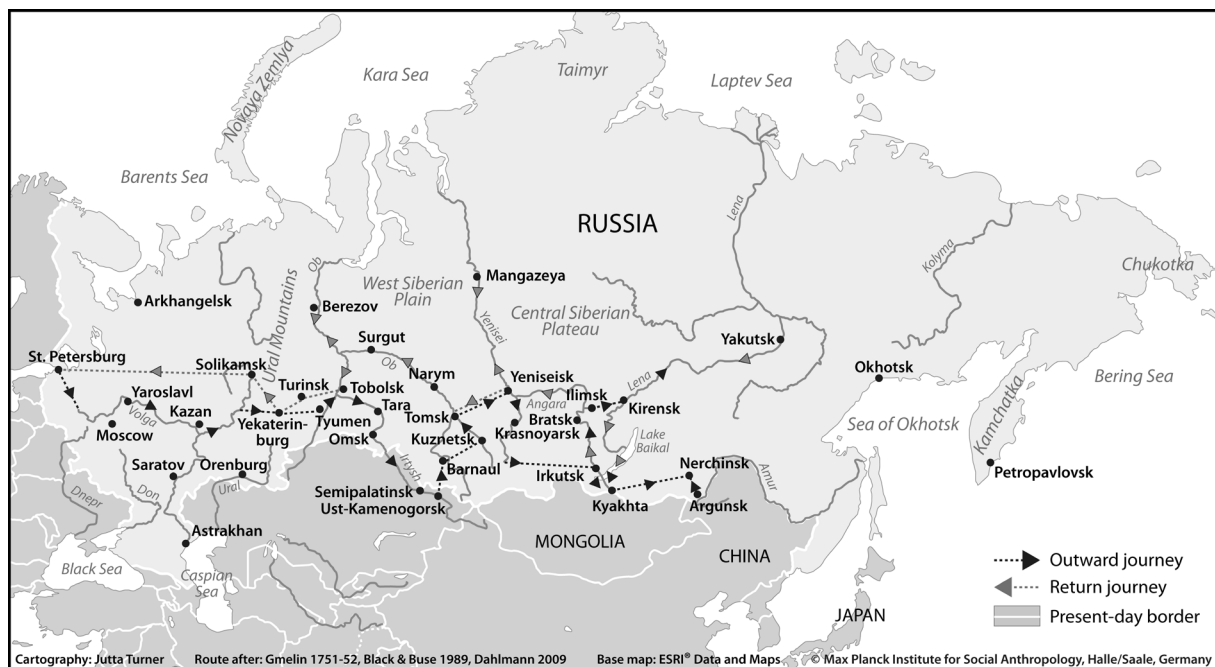 Kara Sea
Taimyr
Laptev Sea
Novaya Zemlya
Barents Sea
RUSSIA
Lena
Kolyma
Chukotka
Ob
West Siberian
Plain
Mangazeya
Arkhangelsk
Berezov
Ural Mountains
Yenisei
Central Siberian
Plateau
Surgut
Ob
Yakutsk
St. Petersburg
Solikamsk
Okhotsk
Bering Sea
Narym
Yeniseisk
Turinsk
Tobolsk
Lena
Yaroslavl
Ilimsk
Kirensk
Kamchatka
Kazan
Volga
Tara
Tomsk
Angara
Bratsk
Moscow
Yekaterin-
burg
Tyumen
Omsk
Kuznetsk
Krasnoyarsk
Lake
Baikal
Sea of Okhotsk
Saratov
Orenburg
Barnaul
Irkutsk
Nerchinsk
Petropavlovsk
Dnepr
Don
Ural
Irtysh
Amur
Semipalatinsk
Ust-Kamenogorsk
Kyakhta
Argunsk
Astrakhan
MONGOLIA
CHINA
Black Sea
Caspian
Sea
JAPAN
Outward journey
Return journey
Present-day border
Cartography: Jutta Turner Route after: Gmelin 1751-52, Black & Buse 1989, Dahlmann 2009 Base map: ESRI® Data and Maps © Max Planck Institute for Social Anthropology, Halle/Saale, Germany